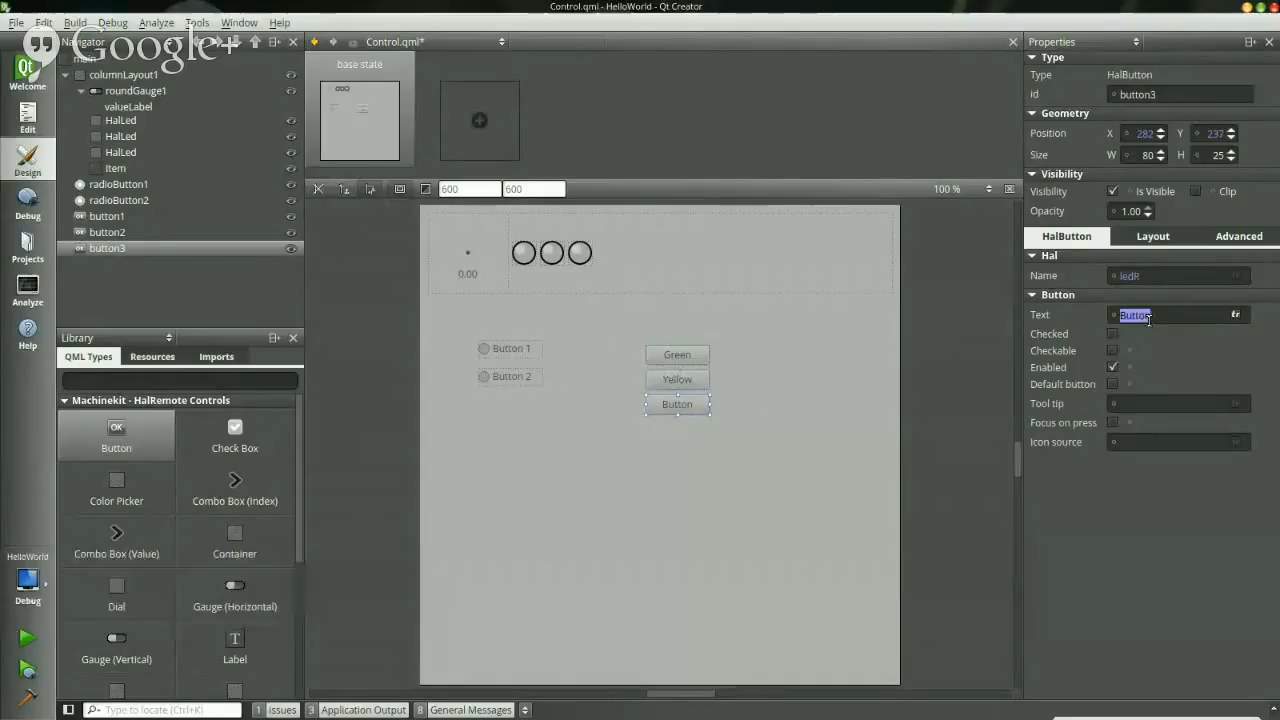 Control.qml - HelloWorld - Qt Creator
File Edit Build Debug Analyze Tools Window Help
Google+
Navigator
Control.qml*
Properties
main
columnLayout1
roundGauge1
valueLabel
HalLed
HalLed
HalLed
Item
radioButton1
radioButton2
button1
button2
button3
Welcome
Edit
Design
Debug
Projects
Analyze
Help
HelloWorld
Debug
Library
QML Types Resources Imports
Machinekit - HalRemote Controls
OK
Button Check Box
Color Picker Combo Box (Index)
Combo Box (Value) Container
Dial Gauge (Horizontal)
T
Gauge (Vertical) Label
base state
600 600 100 %
0.00
Button 1
Button 2
Green
Yellow
Button
Type
Type HalButton
id button3
Geometry
Position X 282 Y 237
Size W 80 H 25
Visibility
Visibility Is Visible Clip
Opacity 1.00
HalButton Layout Advanced
Hal
Name ledR
Button
Text Button tr
Checked
Checkable
Enabled
Default button
Tool tip
Focus on press
Icon source
Type to locate (Ctrl+K) 1 issues 3 Application Output 8 General Messages